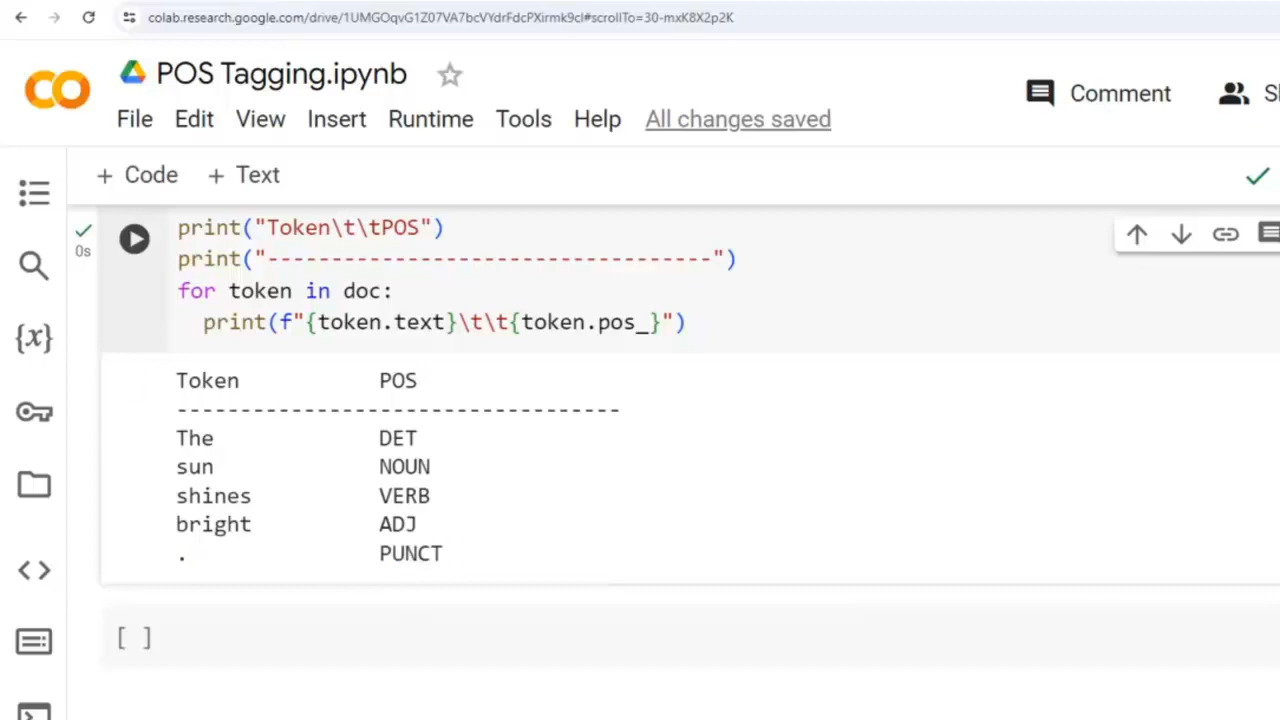 colab.research.google.com/drive/1UMGOqvG1Z07VA7bcVYdrFdcPXirmk9cI#scrollTo=30-mxK8X2p2K
POS Tagging.ipynb
Comment
File Edit View Insert Runtime Tools Help All changes saved
+ Code + Text
print("Token\t\tPOS")
0s
print("-----------------------------------")
for token in doc:
print(f"{token.text}\t\t{token.pos_}")
Token POS
-----------------------------------
The DET
sun NOUN
shines VERB
bright ADJ
. PUNCT
[ ]